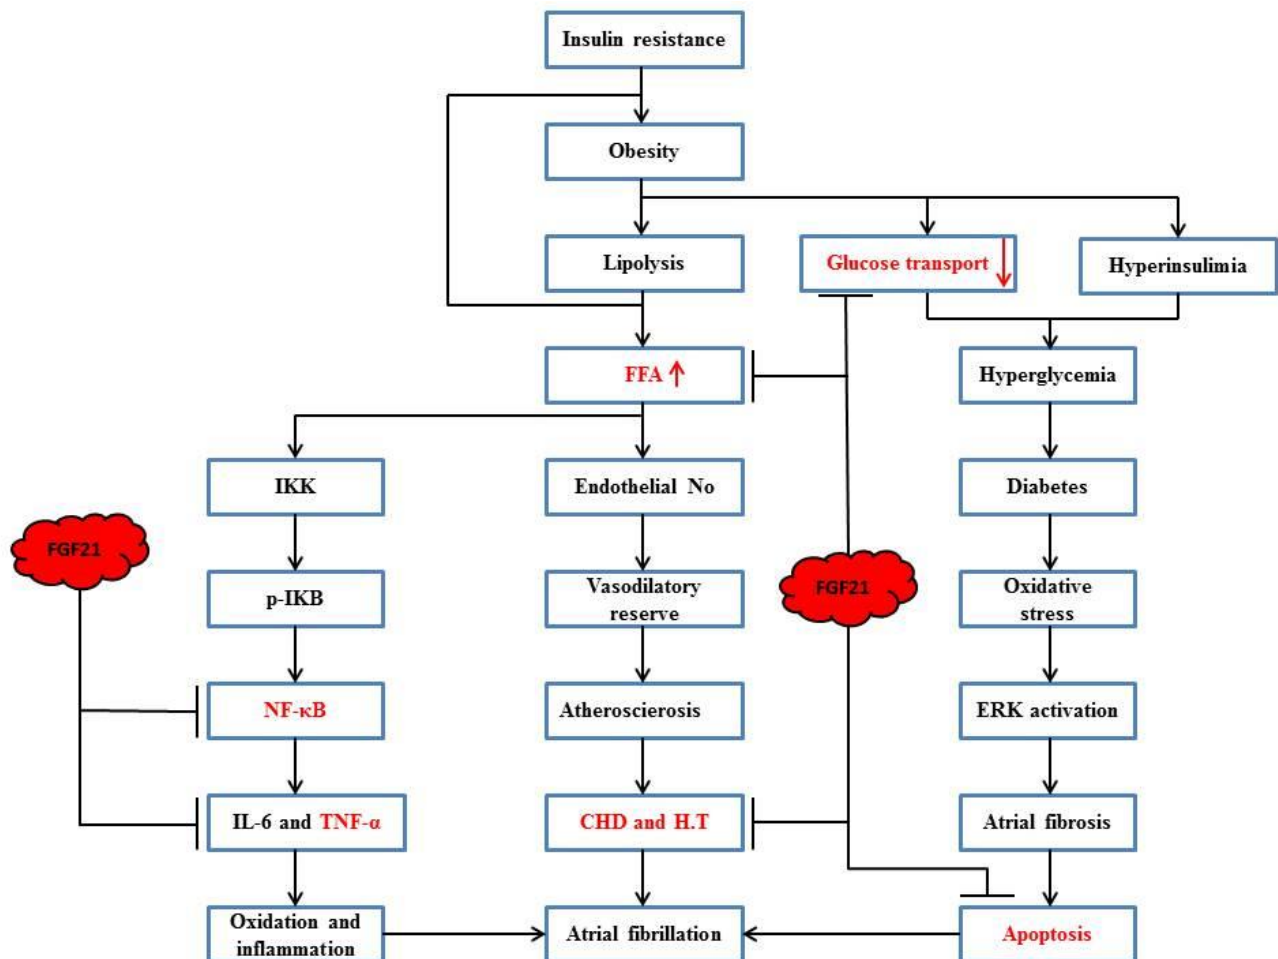 Insulin resistance
Obesity
Lipolysis
Glucose transport
Hyperinsulimia
FFA
Hyperglycemia
IKK
Endothelial No
Diabetes
FGF21
p-IKB
Vasodilatory
reserve
FGF21
Oxidative
stress
NF-κB
Atheroscierosis
ERK activation
IL-6 and TNF-α
CHD and H.T
Atrial fibrosis
Oxidation and
inflammation
Atrial fibrillation
Apoptosis